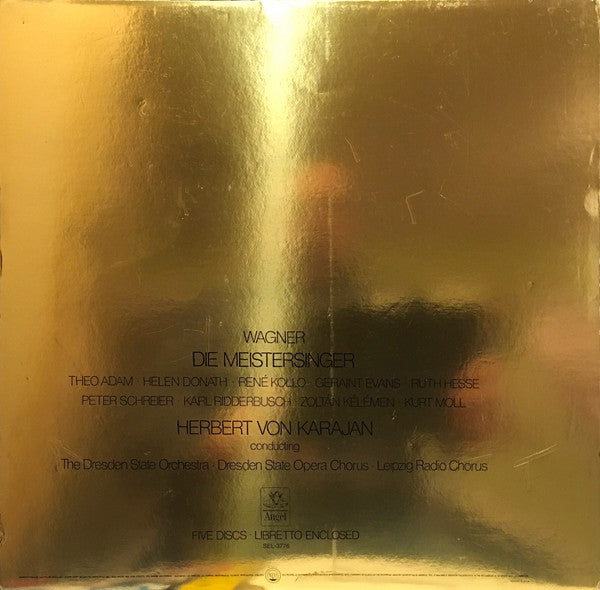 WAGNER
DIE MEISTERSINGER
THEO ADAM · HELEN DONATH · RENÉ KOLLO · GERAINT EVANS · RUTH HESSE
PETER SCHREIER · KARL RIDDERBUSCH · ZOLTAN KÉLÉMEN · KURT MOLL
HERBERT VON KARAJAN
conducting
The Dresden State Orchestra · Dresden State Opera Chorus · Leipzig Radio Chorus
Angel
FIVE DISCS · LIBRETTO ENCLOSED
SEL-3776